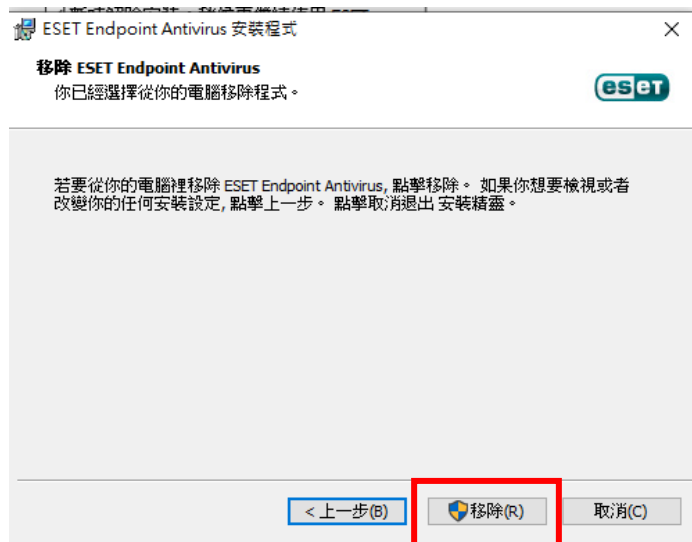 ESET Endpoint Antivirus 安裝程式
移除 ESET Endpoint Antivirus
你已經選擇從你的電腦移除程式。
eset
若要從你的電腦裡移除 ESET Endpoint Antivirus, 點擊移除。 如果你想要檢視或者
改變你的任何安裝設定, 點擊上一步。 點擊取消退出 安裝精靈。
< 上一步(B)
移除(R)
取消(C)